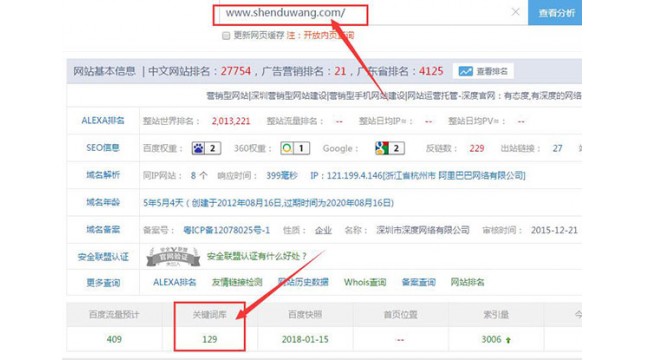 www.shenduwang.com/ × 查看分析
更新网页缓存 注：开放内页查询
网站基本信息 | 中文网站排名：27754，广告营销排名：21，广东省排名：4125 查看排名
营销型网站|深圳营销型网站建设|营销型手机网站建设|网站运营托管-深度官网：有态度,有深度的网络
ALEXA排名 整站世界排名：2,013,221 整站流量排名：-- 整站日均IP≈：-- 整站日均PV≈：--
SEO信息 百度权重：2 360权重：1 Google：2 反链数：229 出站链接：27 站
域名解析 同IP网站：8 个 响应时间：399毫秒 IP：121.199.4.146[浙江省杭州市 阿里巴巴网络有限公司]
域名年龄 5年5月4天（创建于2012年08月16日,过期时间为2020年08月16日）
域名备案 备案号：粤ICP备12078025号-1 性质：企业 名称：深圳市深度网络有限公司 审核时间：2015-12-21
安全联盟认证 官网验证 安全联盟认证有什么好处？
更多查询 ALEXA排名 友情链接检测 网站历史数据 Whois查询 备案查询 网站排名
百度流量预计 关键词库 百度快照 首页位置 索引量 今
409 129 2018-01-15 -- 3006